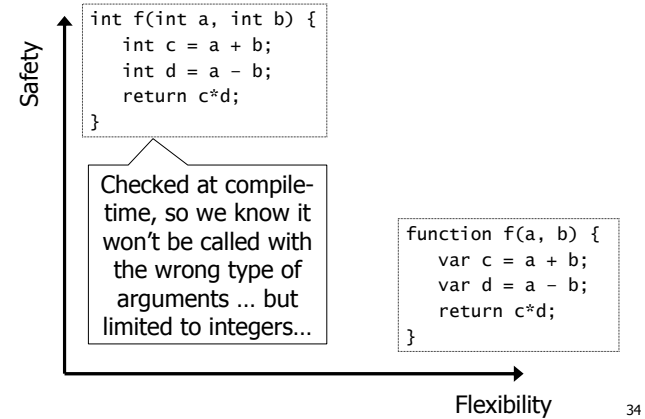 Safety
int f(int a, int b) {
int c = a + b;
int d = a – b;
return c*d;
}
Checked at compile-
time, so we know it
won’t be called with
the wrong type of
arguments … but
limited to integers…
function f(a, b) {
var c = a + b;
var d = a – b;
return c*d;
}
Flexibility
34